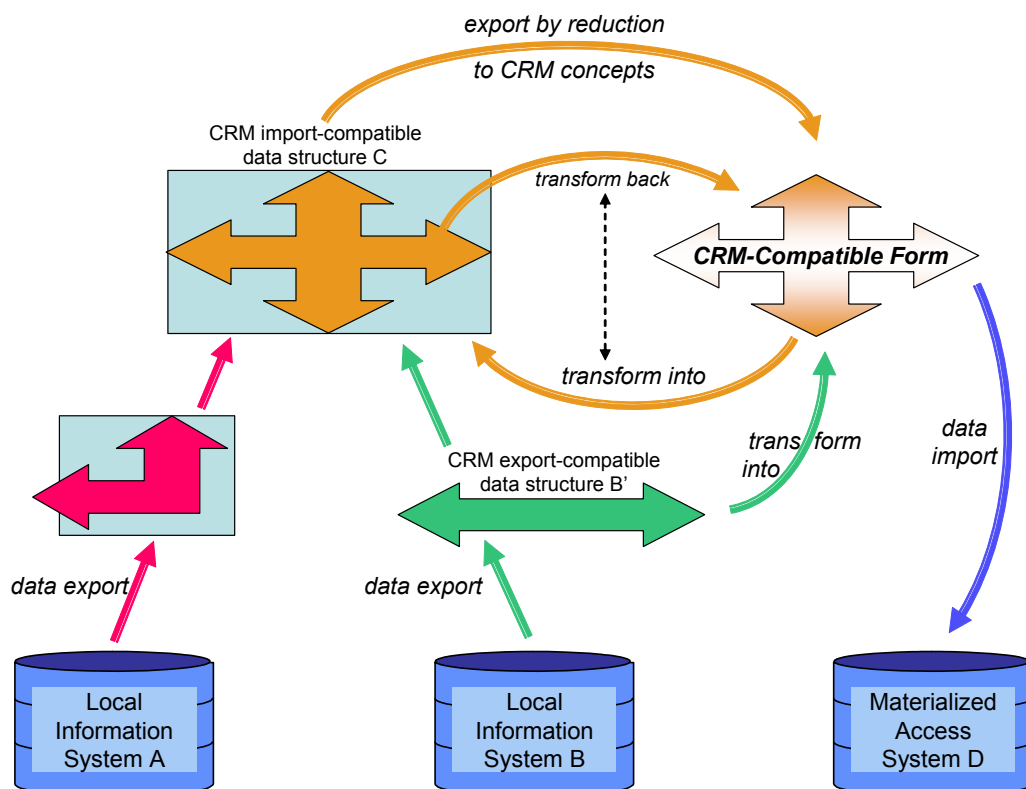 export by reduction
to CRM concepts
CRM import-compatible
data structure C
transform back
CRM-Compatible Form
transform into
CRM export-compatible
data structure B’
transform
into
data
import
data export
data export
Local
Information
System A
Local
Information
System B
Materialized
Access
System D